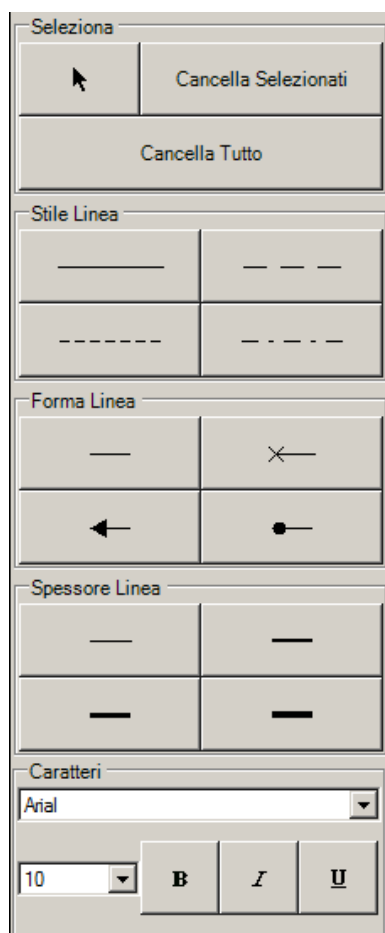 Seleziona
Cancella Selezionati
Cancella Tutto
Stile Linea
Forma Linea
Spessore Linea
Caratteri
Arial
10 B I U